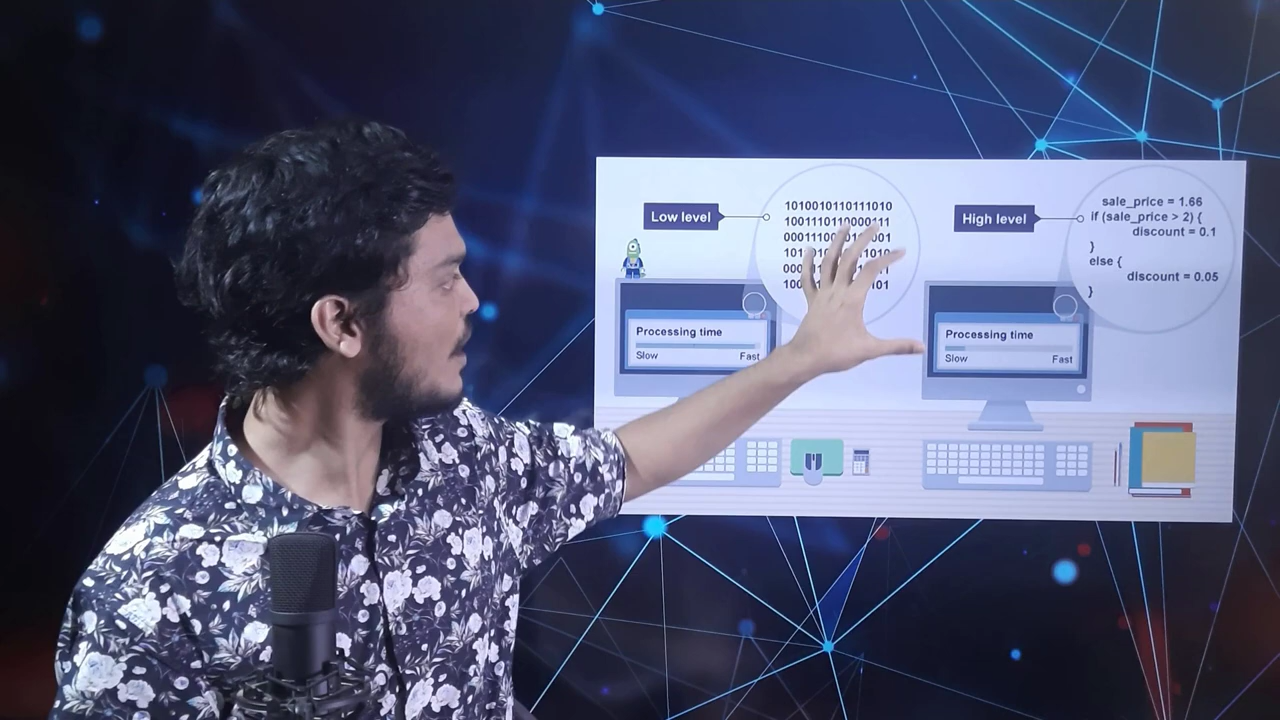 Low level
1010010110111010
1001110110000111
Processing time
Slow Fast
High level
sale_price = 1.66
if (sale_price > 2) {
discount = 0.1
}
else {
discount = 0.05
}
Processing time
Slow Fast